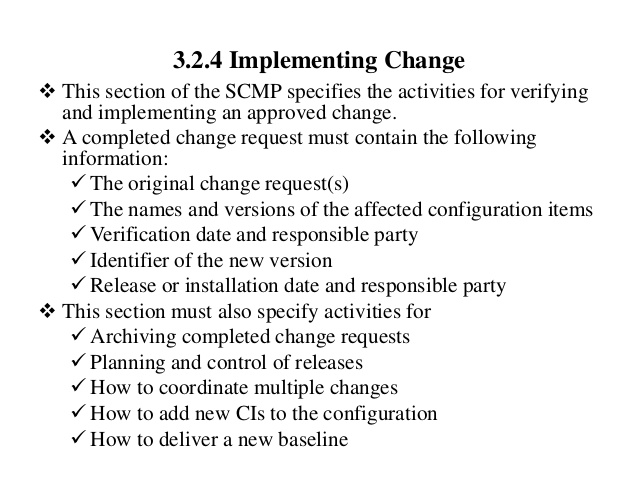 3.2.4 Implementing Change
❖ This section of the SCMP specifies the activities for verifying
and implementing an approved change.
❖ A completed change request must contain the following
information:
✓ The original change request(s)
✓ The names and versions of the affected configuration items
✓ Verification date and responsible party
✓ Identifier of the new version
✓ Release or installation date and responsible party
❖ This section must also specify activities for
✓ Archiving completed change requests
✓ Planning and control of releases
✓ How to coordinate multiple changes
✓ How to add new CIs to the configuration
✓ How to deliver a new baseline